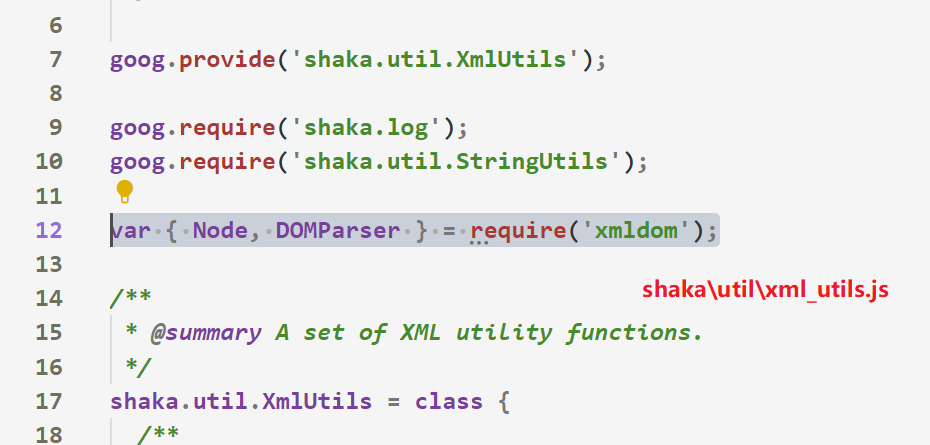 6
7 goog.provide('shaka.util.XmlUtils');
8
9 goog.require('shaka.log');
10 goog.require('shaka.util.StringUtils');
11
12 var { Node, DOMParser } = require('xmldom');
13
shaka\util\xml_utils.js
14 /**
15 * @summary A set of XML utility functions.
16 */
17 shaka.util.XmlUtils = class {
18 /**